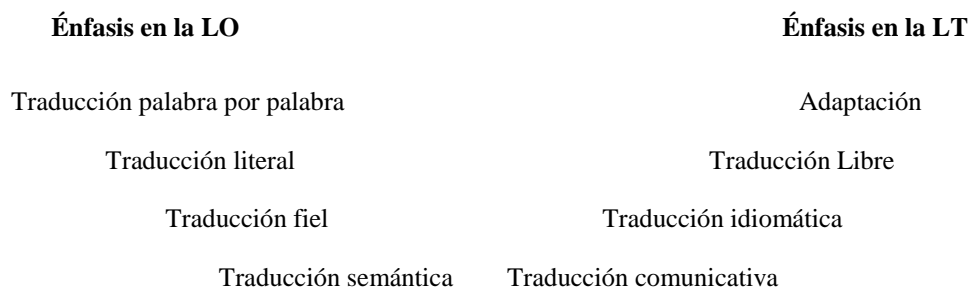 Énfasis en la LO Énfasis en la LT
Traducción palabra por palabra Adaptación
Traducción literal Traducción Libre
Traducción fiel Traducción idiomática
Traducción semántica Traducción comunicativa